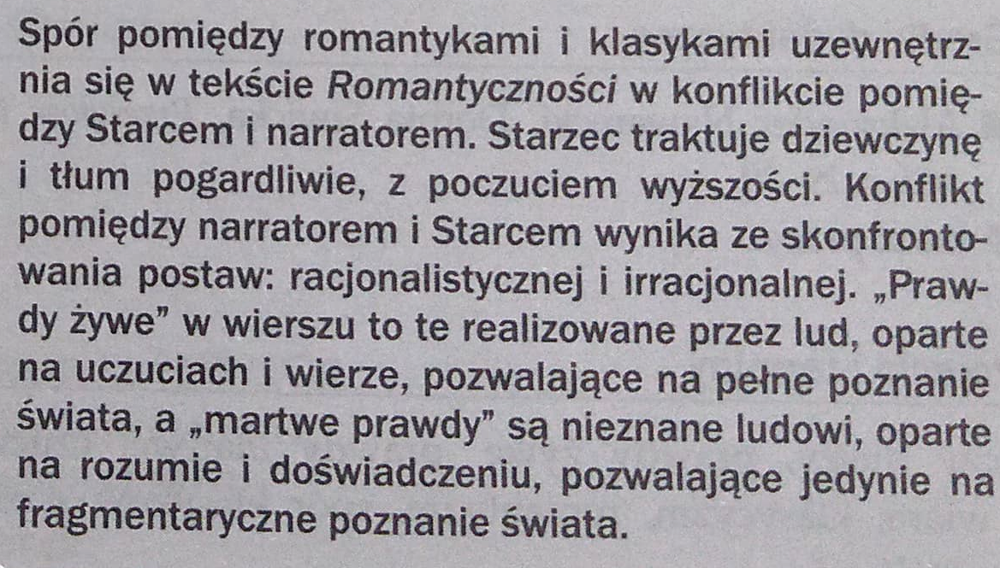 Spór pomiędzy romantykami i klasykami uzewnętrz-
nia się w tekście Romantyczności w konflikcie pomię-
dzy Starcem i narratorem. Starzec traktuje dziewczynę
i tłum pogardliwie, z poczuciem wyższości. Konflikt
pomiędzy narratorem i Starcem wynika ze skonfronto-
wania postaw: racjonalistycznej i irracjonalnej. „Praw-
dy żywe” w wierszu to te realizowane przez lud, oparte
na uczuciach i wierze, pozwalające na pełne poznanie
świata, a „martwe prawdy” są nieznane ludowi, oparte
na rozumie i doświadczeniu, pozwalające jedynie na
fragmentaryczne poznanie świata.